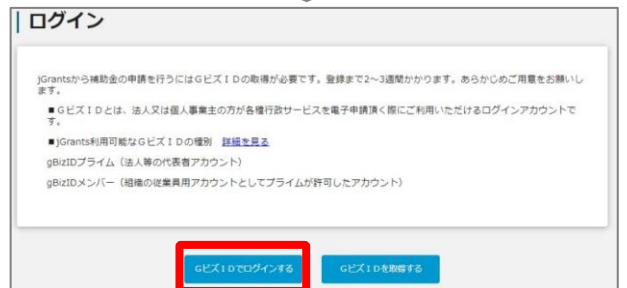 ログイン
jGrantsから補助金の申請を行うにはGビズIDの取得が必要です。登録まで2～3週間かかります。あらかじめご用意をお願いし
ます。
■GビズIDとは、法人又は個人事業主の方が各種行政サービスを電子申請頂く際にご利用いただけるログインアカウントで
す。
■jGrants利用可能なGビズIDの種別 詳細を見る
gBizIDプライム（法人等の代表者アカウント）
gBizIDメンバー（組織の従業員用アカウントとしてプライムが許可したアカウント）
GビズIDでログインする GビズIDを取得する